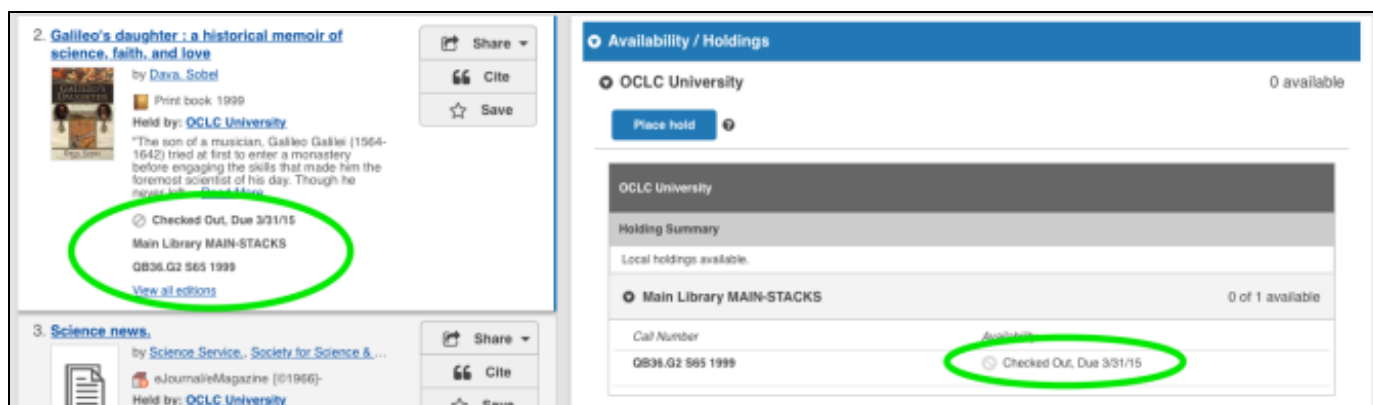 2. Galileo's daughter : a historical memoir of
science, faith, and love
by Dava. Sobel
Print book 1999
Held by: OCLC University
"The son of a musician, Galileo Galilei (1564-
1642) tried at first to enter a monastery
before engaging the skills that made him the
foremost scientist of his day. Though he
never left... Read More
Checked Out, Due 3/31/15
Main Library MAIN-STACKS
QB36.G2 S65 1999
View all editions
Share
Cite
Save
3. Science news.
by Science Service., Society for Science & ...
eJournal/eMagazine [©1966]-
Held by: OCLC University
Share
Cite
Save
Availability / Holdings
OCLC University
0 available
Place hold
OCLC University
Holding Summary
Local holdings available.
Main Library MAIN-STACKS
0 of 1 available
Call Number
Availability
QB36.G2 S65 1999
Checked Out, Due 3/31/15